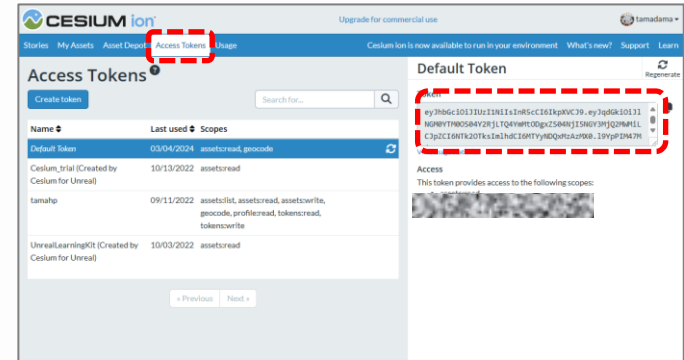 CESIUM ion
Upgrade for commercial use
tamadama
Stories My Assets Asset Depot Access Tokens Usage
Cesium ion is now available to run in your environment What's new? Support Learn
Access Tokens
Create token
Search for...
Name Last used Scopes
Default Token 03/04/2024 assets:read, geocode
Cesium_trial (Created by Cesium for Unreal) 10/13/2022 assets:read
tamahp 09/11/2022 assets:list, assets:read, assets:write, geocode, profile:read, tokens:read, tokens:write
UnrealLearningKit (Created by Cesium for Unreal) 10/03/2022 assets:read
« Previous Next »
Default Token
Regenerate
Token
Access
This token provides access to the following scopes: